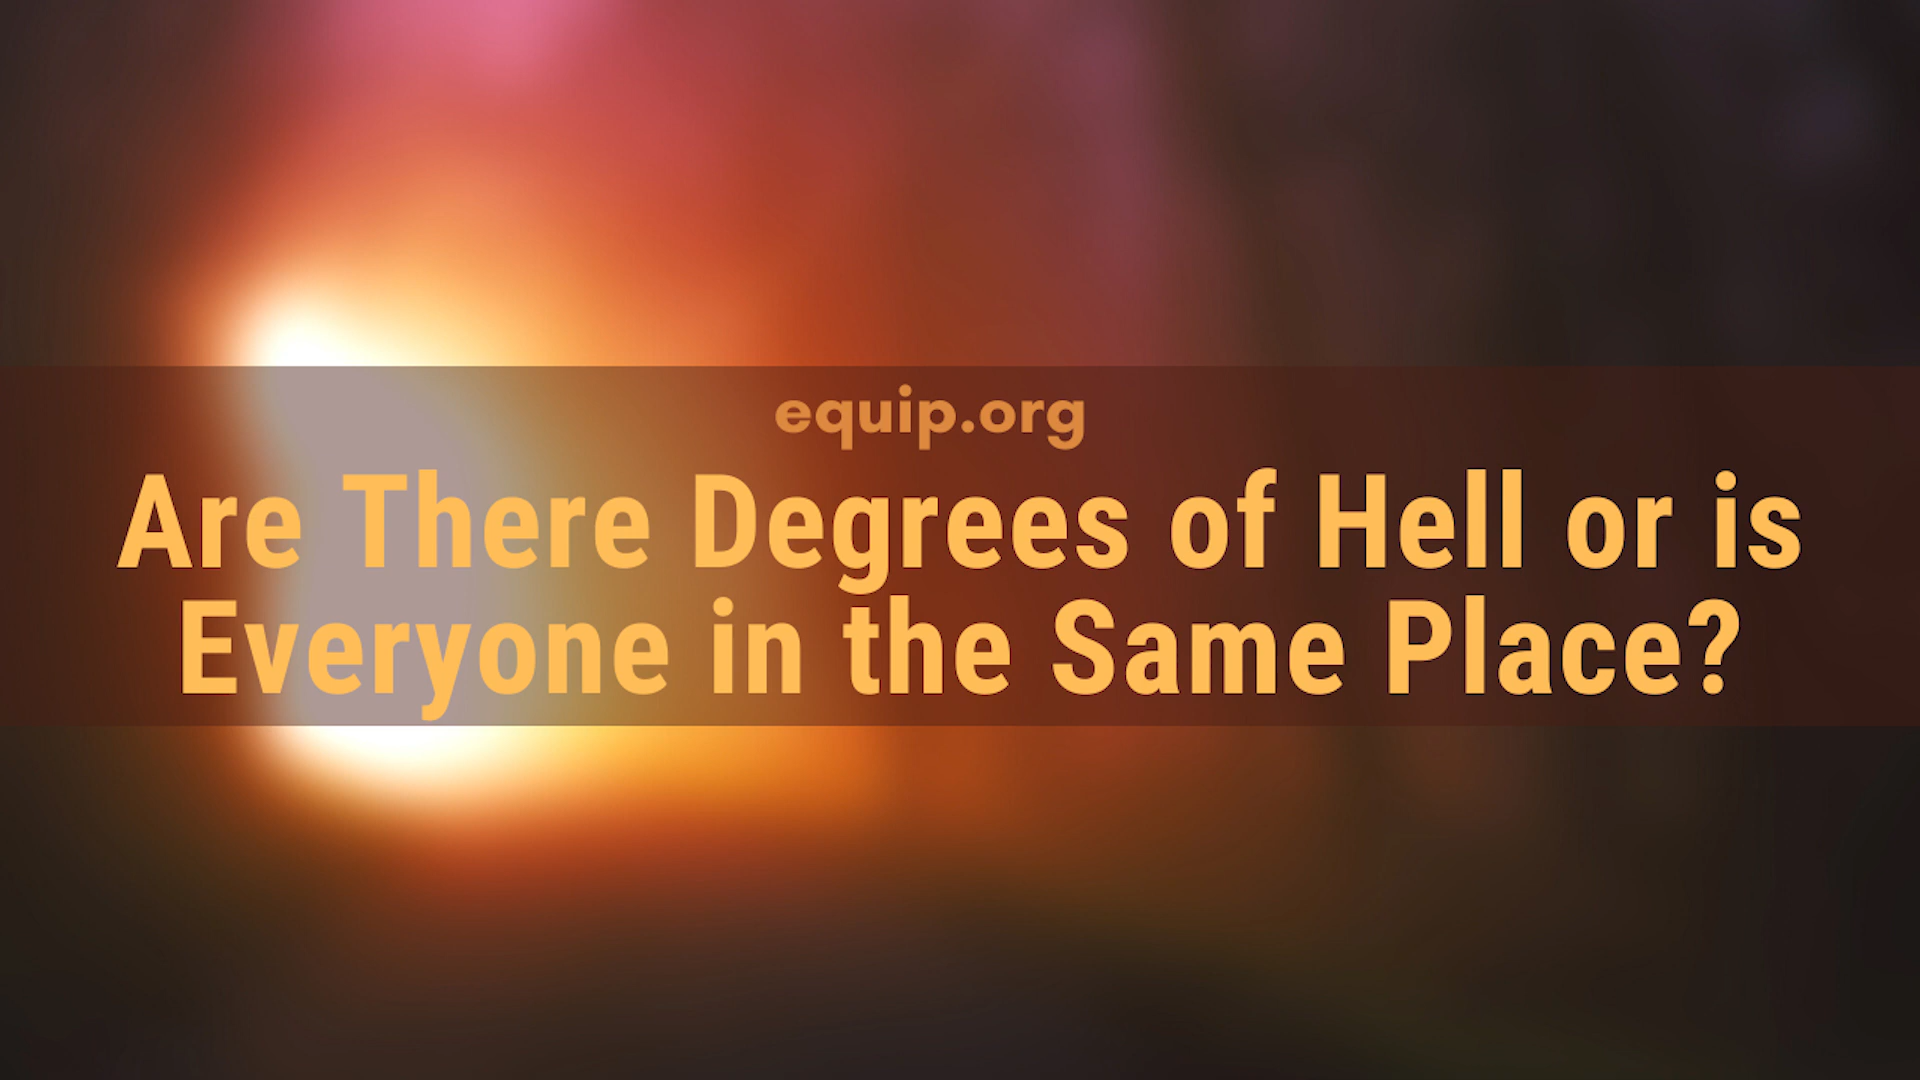 equip.org
Are There Degrees of Hell or is
Everyone in the Same Place?